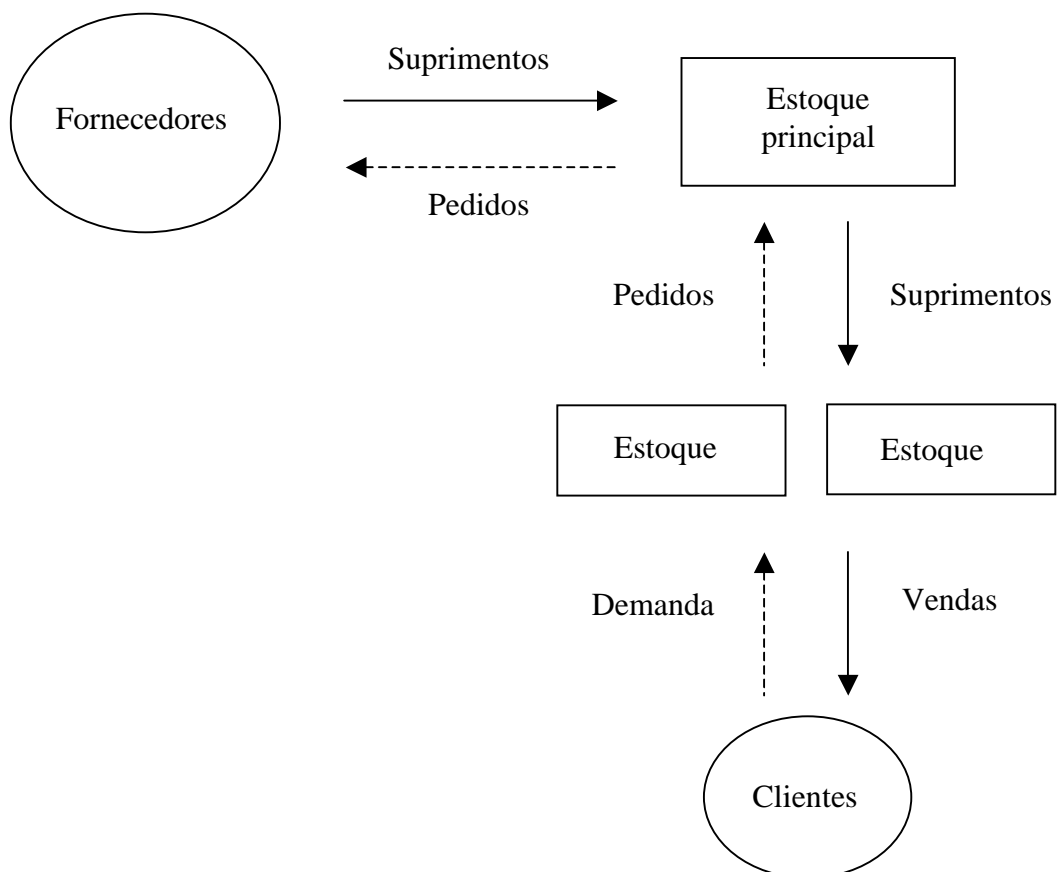 Suprimentos
Fornecedores
Estoque
principal
Pedidos
Pedidos
Suprimentos
Estoque
Estoque
Demanda
Vendas
Clientes